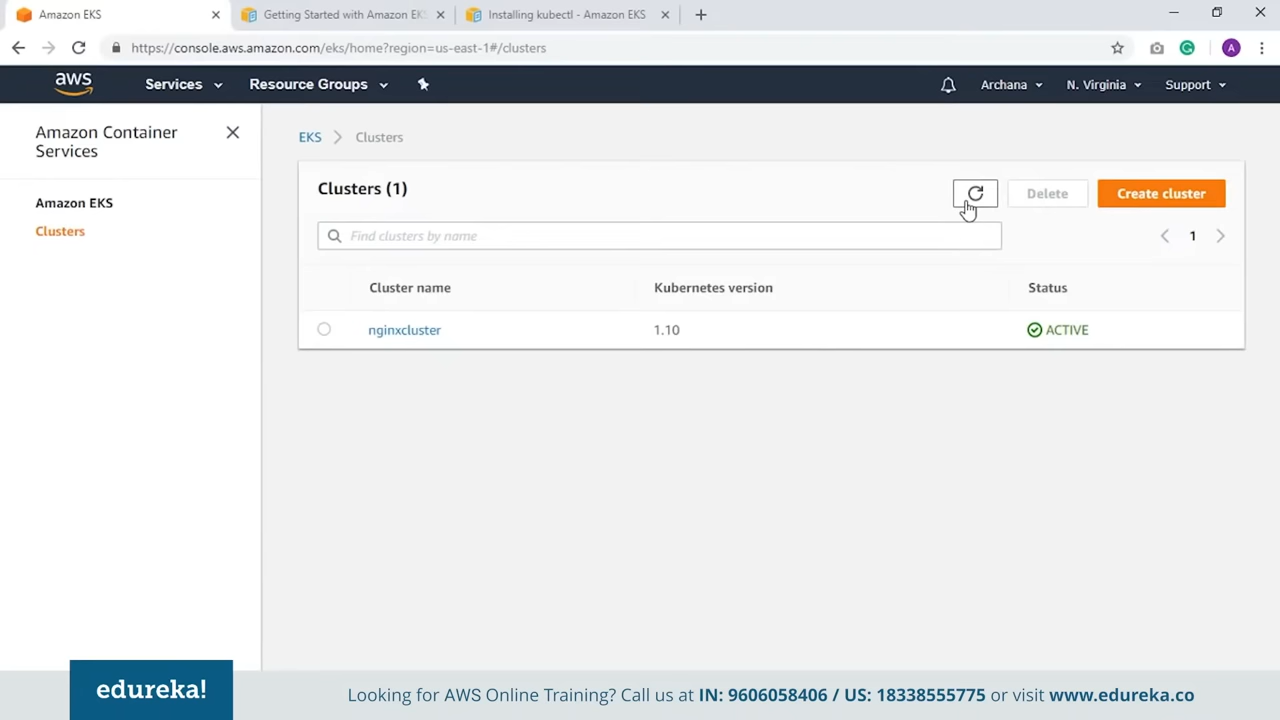 Amazon EKS
Getting Started with Amazon EKS
Installing kubectl - Amazon EKS
https://console.aws.amazon.com/eks/home?region=us-east-1#/clusters
A
aws
Services
Resource Groups
Archana
N. Virginia
Support
Amazon Container
Services
Amazon EKS
Clusters
EKS
Clusters
Clusters (1)
Delete
Create cluster
Find clusters by name
1
Cluster name
Kubernetes version
Status
nginxcluster
1.10
ACTIVE
edureka!
Looking for AWS Online Training? Call us at IN: 9606058406 / US: 18338555775 or visit www.edureka.co